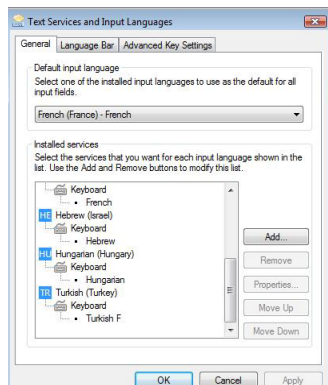 Text Services and Input Languages
General Language Bar Advanced Key Settings
Default input language
Select one of the installed input languages to use as the default for all
input fields.
French (France) - French
Installed services
Select the services that you want for each input language shown in the
list. Use the Add and Remove buttons to modify this list.
Keyboard
• French
HE Hebrew (Israel)
Keyboard
• Hebrew
HU Hungarian (Hungary)
Keyboard
• Hungarian
TR Turkish (Turkey)
Keyboard
• Turkish F
Add...
Remove
Properties...
Move Up
Move Down
OK Cancel Apply